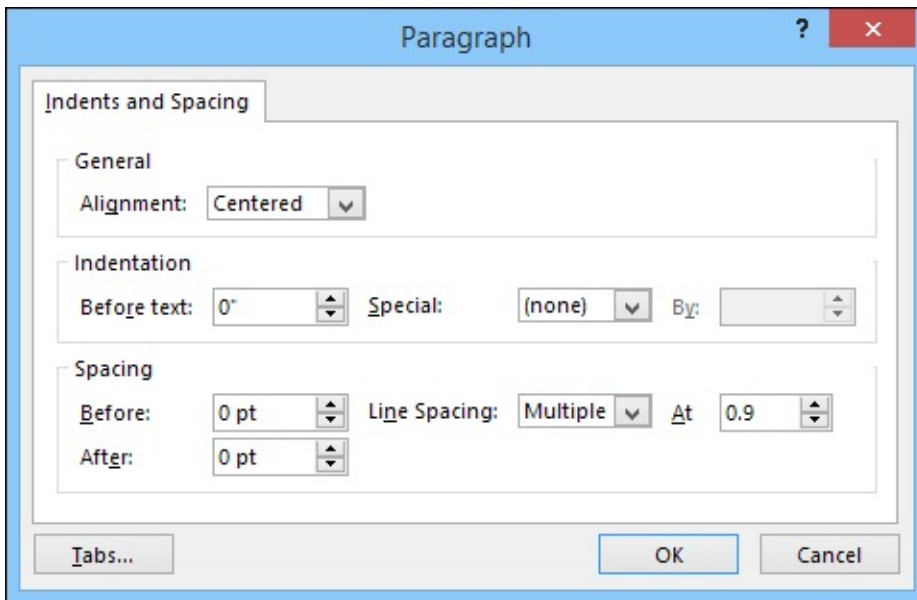 Paragraph ? ×
Indents and Spacing
General
Alignment: Centered
Indentation
Before text: 0" Special: (none) By:
Spacing
Before: 0 pt Line Spacing: Multiple At 0.9
After: 0 pt
Tabs... OK Cancel